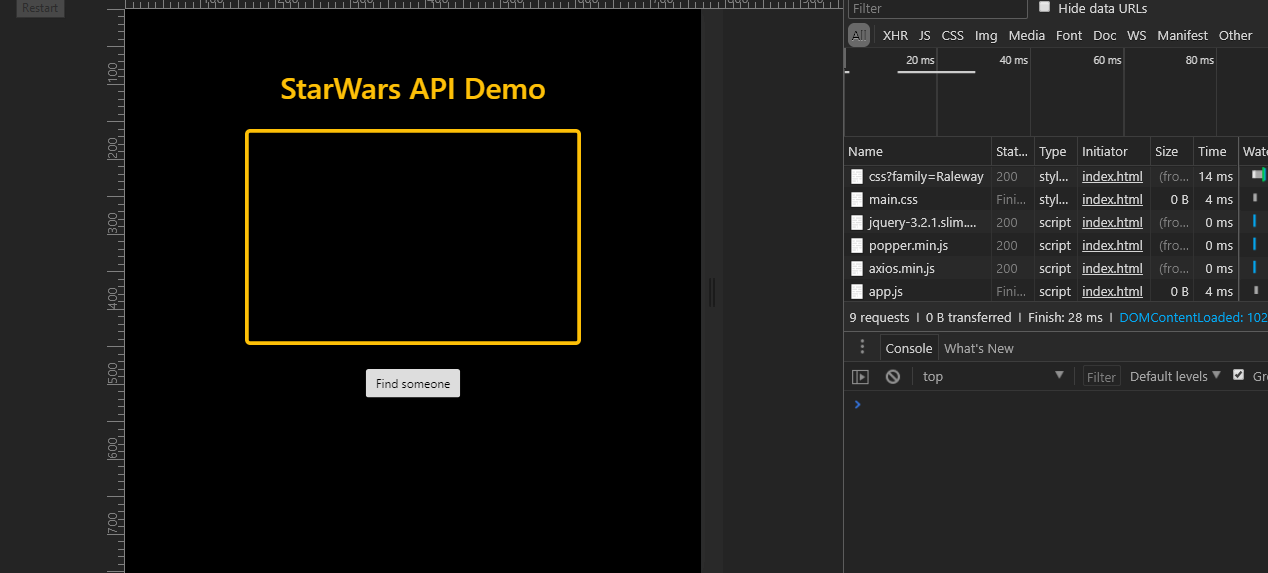 Restart
StarWars API Demo
Find someone
Filter
Hide data URLs
All XHR JS CSS Img Media Font Doc WS Manifest Other
20 ms 40 ms 60 ms 80 ms
Name Stat... Type Initiator Size Time
css?family=Raleway 200 styl... index.html (fro... 14 ms
main.css Fini... styl... index.html 0 B 4 ms
jquery-3.2.1.slim.... 200 script index.html (fro... 0 ms
popper.min.js 200 script index.html (fro... 0 ms
axios.min.js 200 script index.html (fro... 0 ms
app.js Fini... script index.html 0 B 4 ms
9 requests | 0 B transferred | Finish: 28 ms | DOMContentLoaded: 102
Console What's New
top Filter Default levels
100
200
300
400
500
600
700